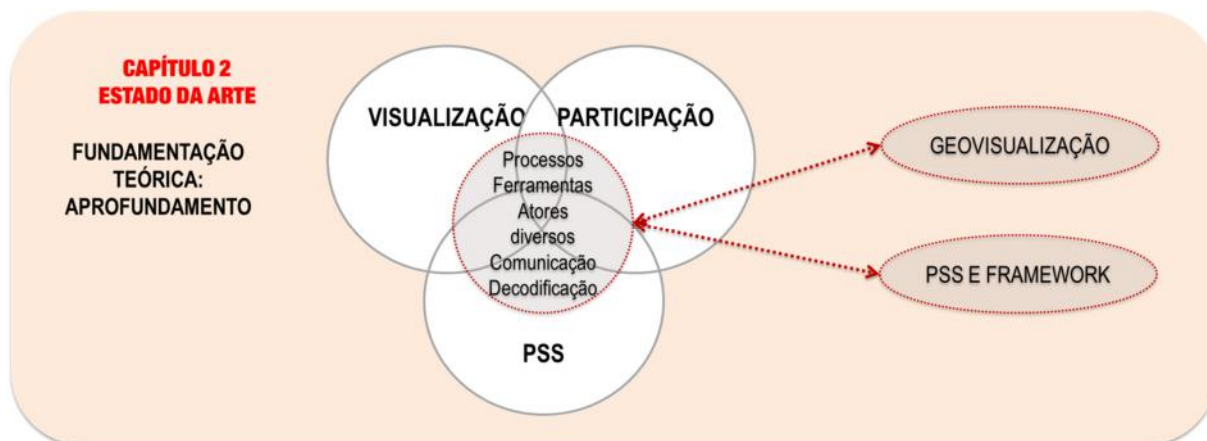 CAPÍTULO 2
ESTADO DA ARTE
FUNDAMENTAÇÃO
TEÓRICA:
APROFUNDAMENTO
VISUALIZAÇÃO
PARTICIPAÇÃO
Processos
Ferramentas
Atores
diversos
Comunicação
Decodificação
PSS
GEOVISUALIZAÇÃO
PSS E FRAMEWORK